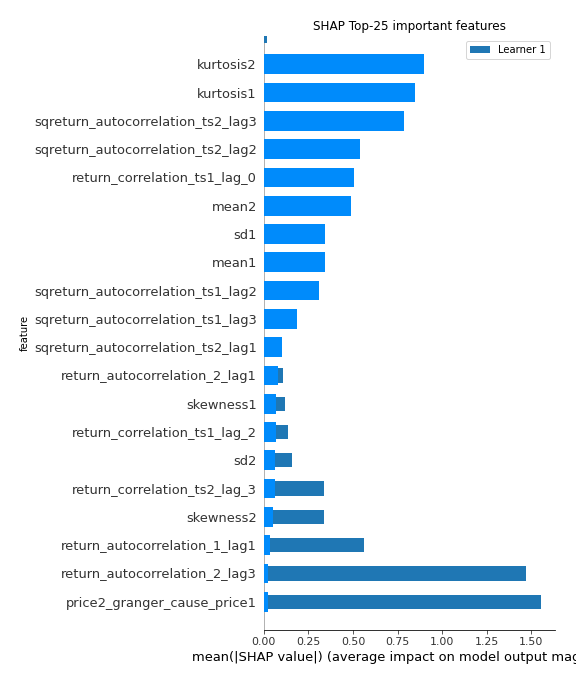 SHAP Top-25 important features
Learner 1
kurtosis2
kurtosis1
sqreturn_autocorrelation_ts2_lag3
sqreturn_autocorrelation_ts2_lag2
return_correlation_ts1_lag_0
mean2
sd1
mean1
sqreturn_autocorrelation_ts1_lag2
sqreturn_autocorrelation_ts1_lag3
sqreturn_autocorrelation_ts2_lag1
return_autocorrelation_2_lag1
skewness1
return_correlation_ts1_lag_2
sd2
return_correlation_ts2_lag_3
skewness2
return_autocorrelation_1_lag1
return_autocorrelation_2_lag3
price2_granger_cause_price1
feature
0.00 0.25 0.50 0.75 1.00 1.25 1.50
mean(|SHAP value|) (average impact on model output mag